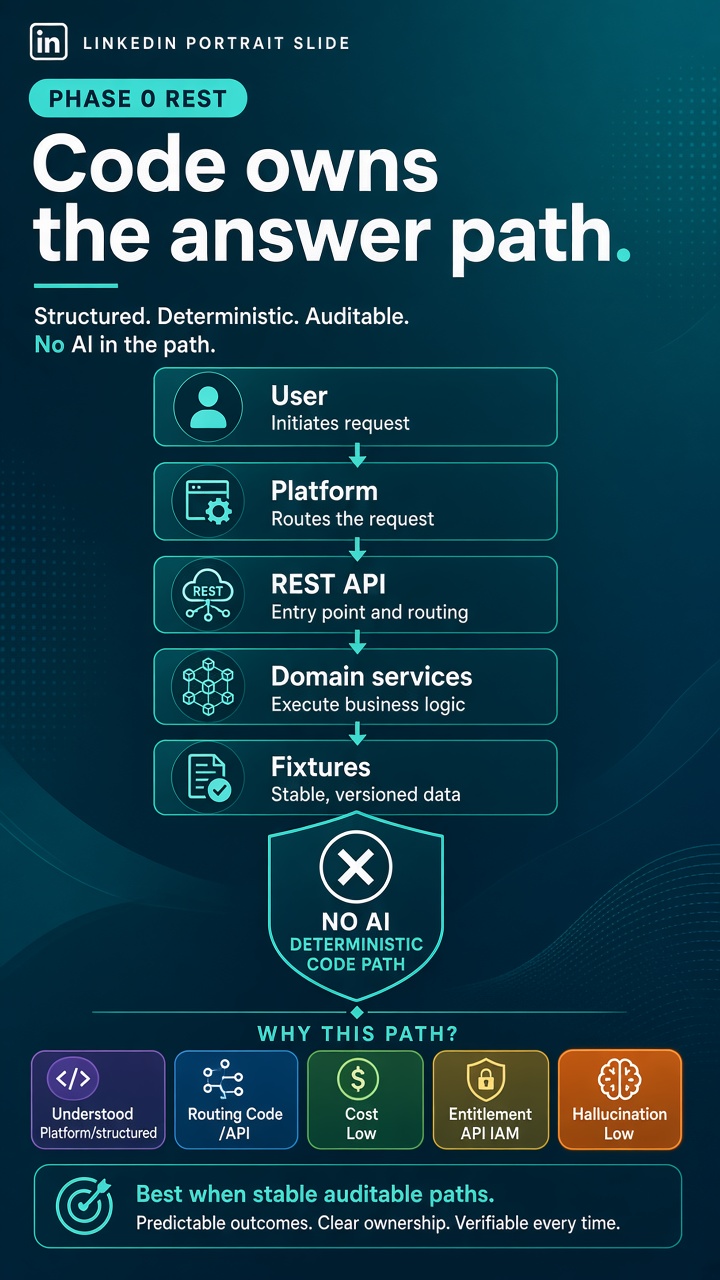 in LINKEDIN PORTRAIT SLIDE
PHASE 0 REST
Code owns
the answer path.
Structured. Deterministic. Auditable.
No AI in the path.
User
Initiates request
Platform
Routes the request
REST
REST API
Entry point and routing
Domain services
Execute business logic
Fixtures
Stable, versioned data
NO AI
DETERMINISTIC
CODE PATH
WHY THIS PATH?
</>
Understood
Platform/structured
Routing Code
/API
$
Cost
Low
Entitlement
API IAM
Hallucination
Low
Best when stable auditable paths.
Predictable outcomes. Clear ownership. Verifiable every time.